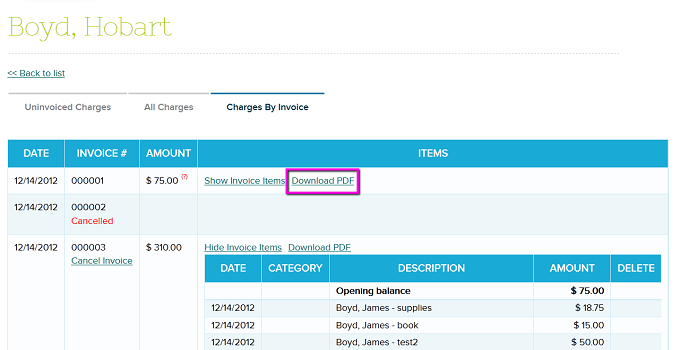 Boyd, Hobart
<< Back to list
Uninvoiced Charges All Charges Charges By Invoice
DATE INVOICE # AMOUNT ITEMS
12/14/2012 000001 $ 75.00 (?) Show Invoice Items Download PDF
12/14/2012 000002
Cancelled
12/14/2012 000003 $ 310.00 Hide Invoice Items Download PDF
Cancel Invoice
DATE CATEGORY DESCRIPTION AMOUNT DELETE
Opening balance $ 75.00
12/14/2012 Boyd, James - supplies $ 18.75
12/14/2012 Boyd, James - book $ 15.00
12/14/2012 Boyd, James - test2 $ 50.00